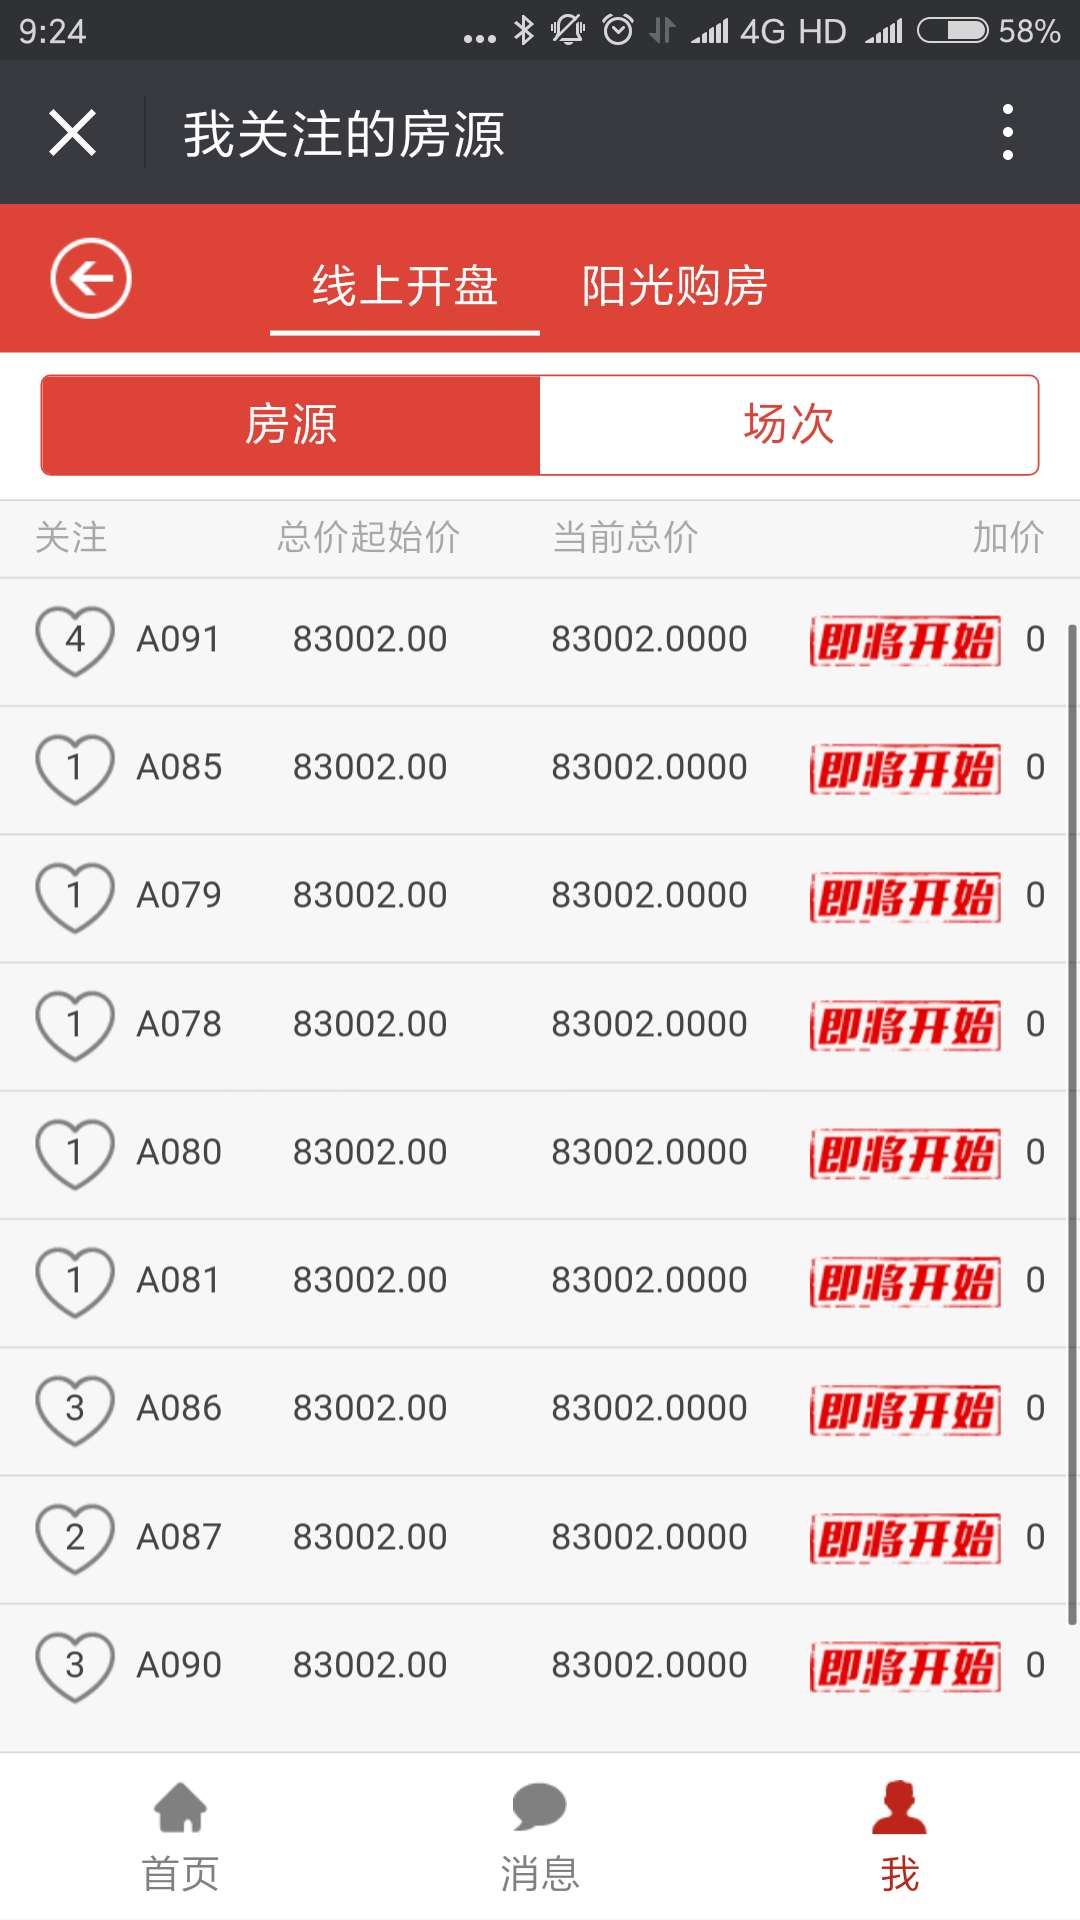 9:24 ... 4G HD 58%
我关注的房源
线上开盘 阳光购房
房源 场次
关注 总价起始价 当前总价 加价
4 A091 83002.00 83002.0000 即将开始 0
1 A085 83002.00 83002.0000 即将开始 0
1 A079 83002.00 83002.0000 即将开始 0
1 A078 83002.00 83002.0000 即将开始 0
1 A080 83002.00 83002.0000 即将开始 0
1 A081 83002.00 83002.0000 即将开始 0
3 A086 83002.00 83002.0000 即将开始 0
2 A087 83002.00 83002.0000 即将开始 0
3 A090 83002.00 83002.0000 即将开始 0
首页 消息 我